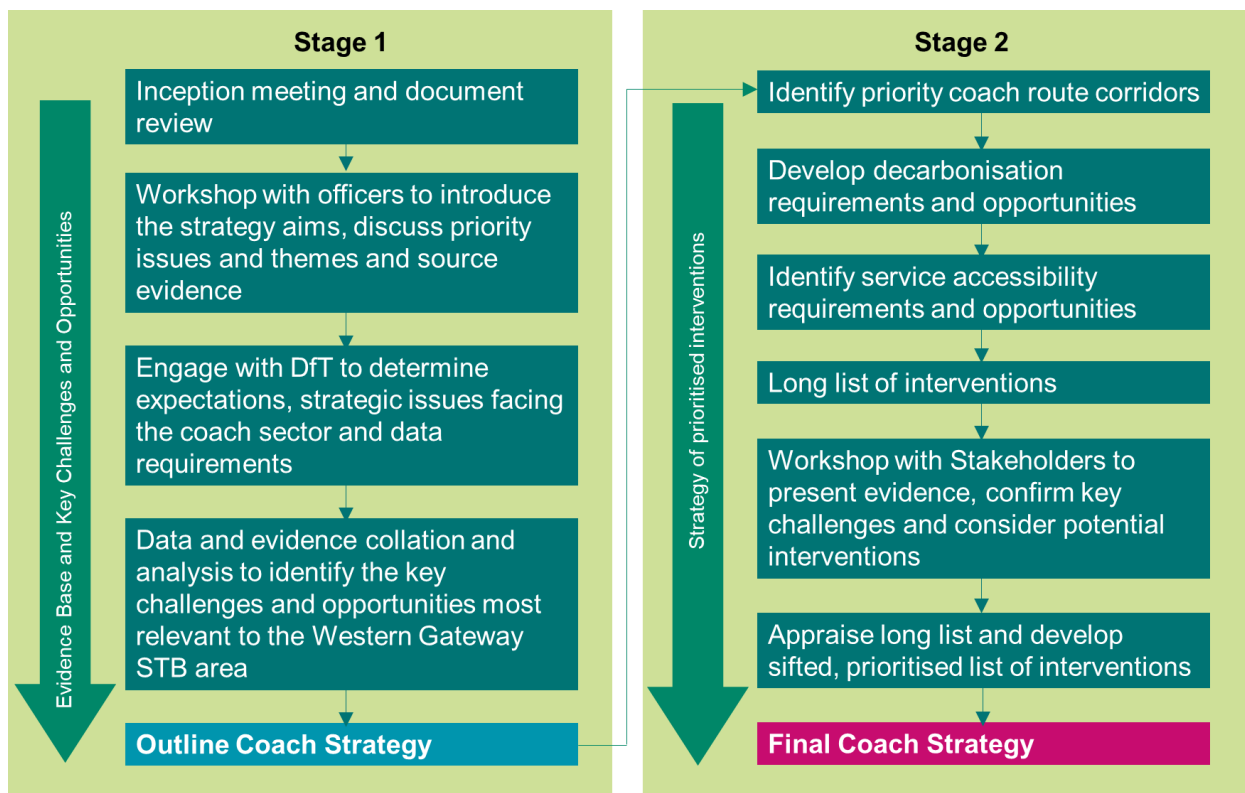 Stage 1
Inception meeting and document
review
Workshop with officers to introduce
the strategy aims, discuss priority
issues and themes and source
evidence
Engage with DfT to determine
expectations, strategic issues facing
the coach sector and data
requirements
Data and evidence collation and
analysis to identify the key
challenges and opportunities most
relevant to the Western Gateway
STB area
Outline Coach Strategy
Evidence Base and Key Challenges and Opportunities
Stage 2
Identify priority coach route corridors
Develop decarbonisation
requirements and opportunities
Identify service accessibility
requirements and opportunities
Long list of interventions
Workshop with Stakeholders to
present evidence, confirm key
challenges and consider potential
interventions
Appraise long list and develop
sifted, prioritised list of interventions
Final Coach Strategy
Strategy of prioritised interventions